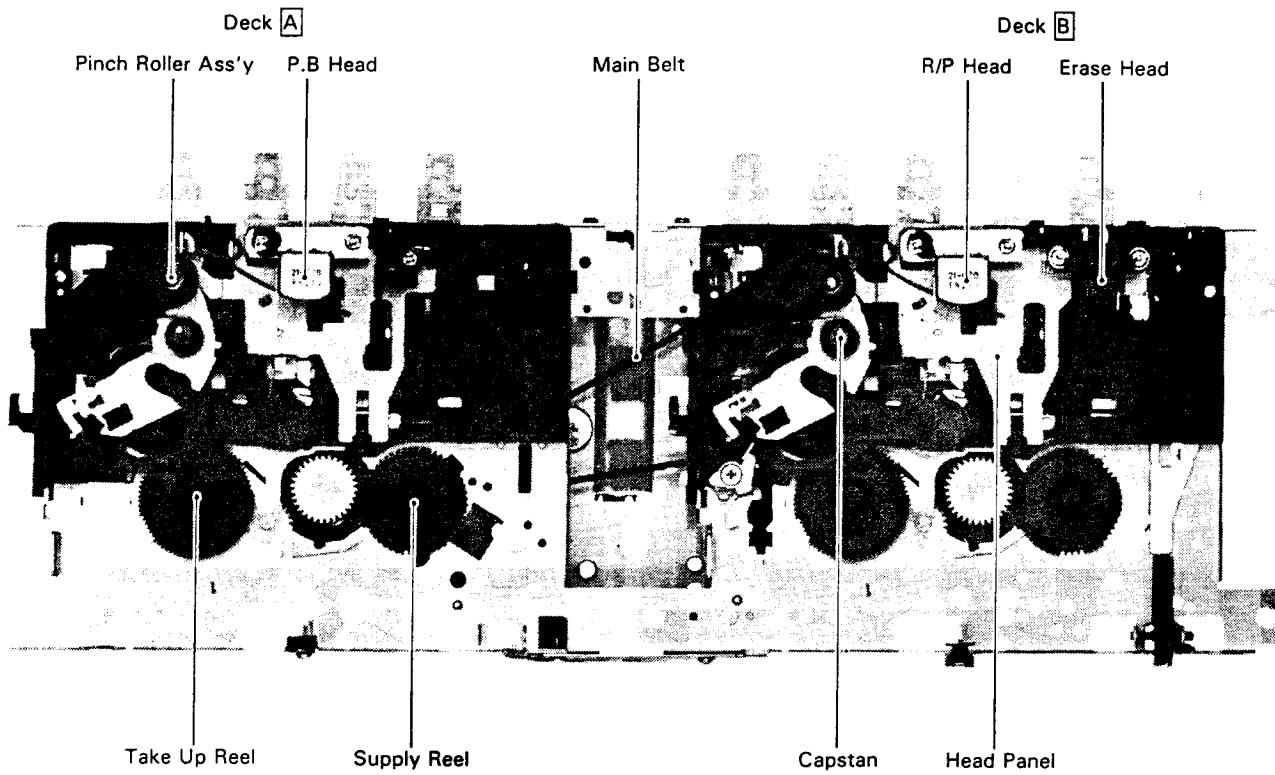 Deck A
Deck B
Pinch Roller Ass'y
P.B Head
Main Belt
R/P Head
Erase Head
Take Up Reel
Supply Reel
Capstan
Head Panel